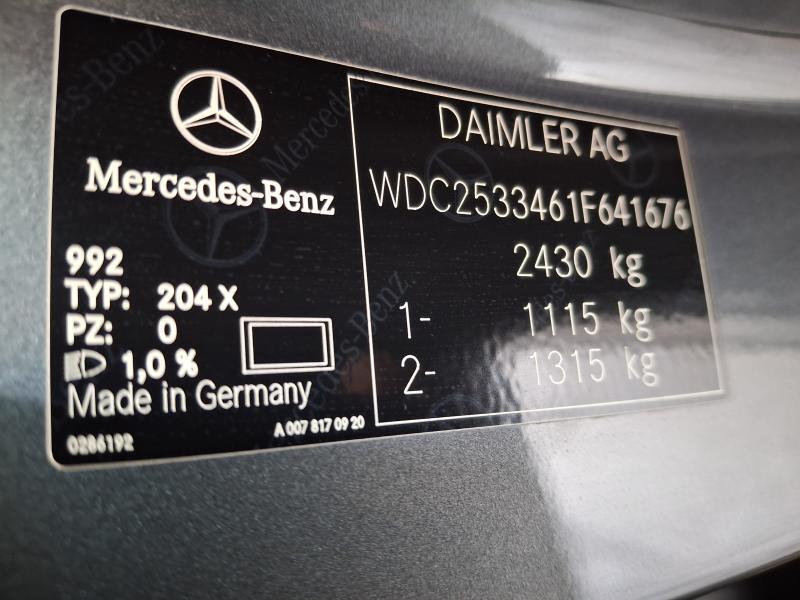 Mercedes-Benz
992
TYP: 204 X
PZ: 0
1,0 %
Made in Germany
0286192
A 007 817 09 20
DAIMLER AG
WDC2533461F641676
2430 kg
1- 1115 kg
2- 1315 kg